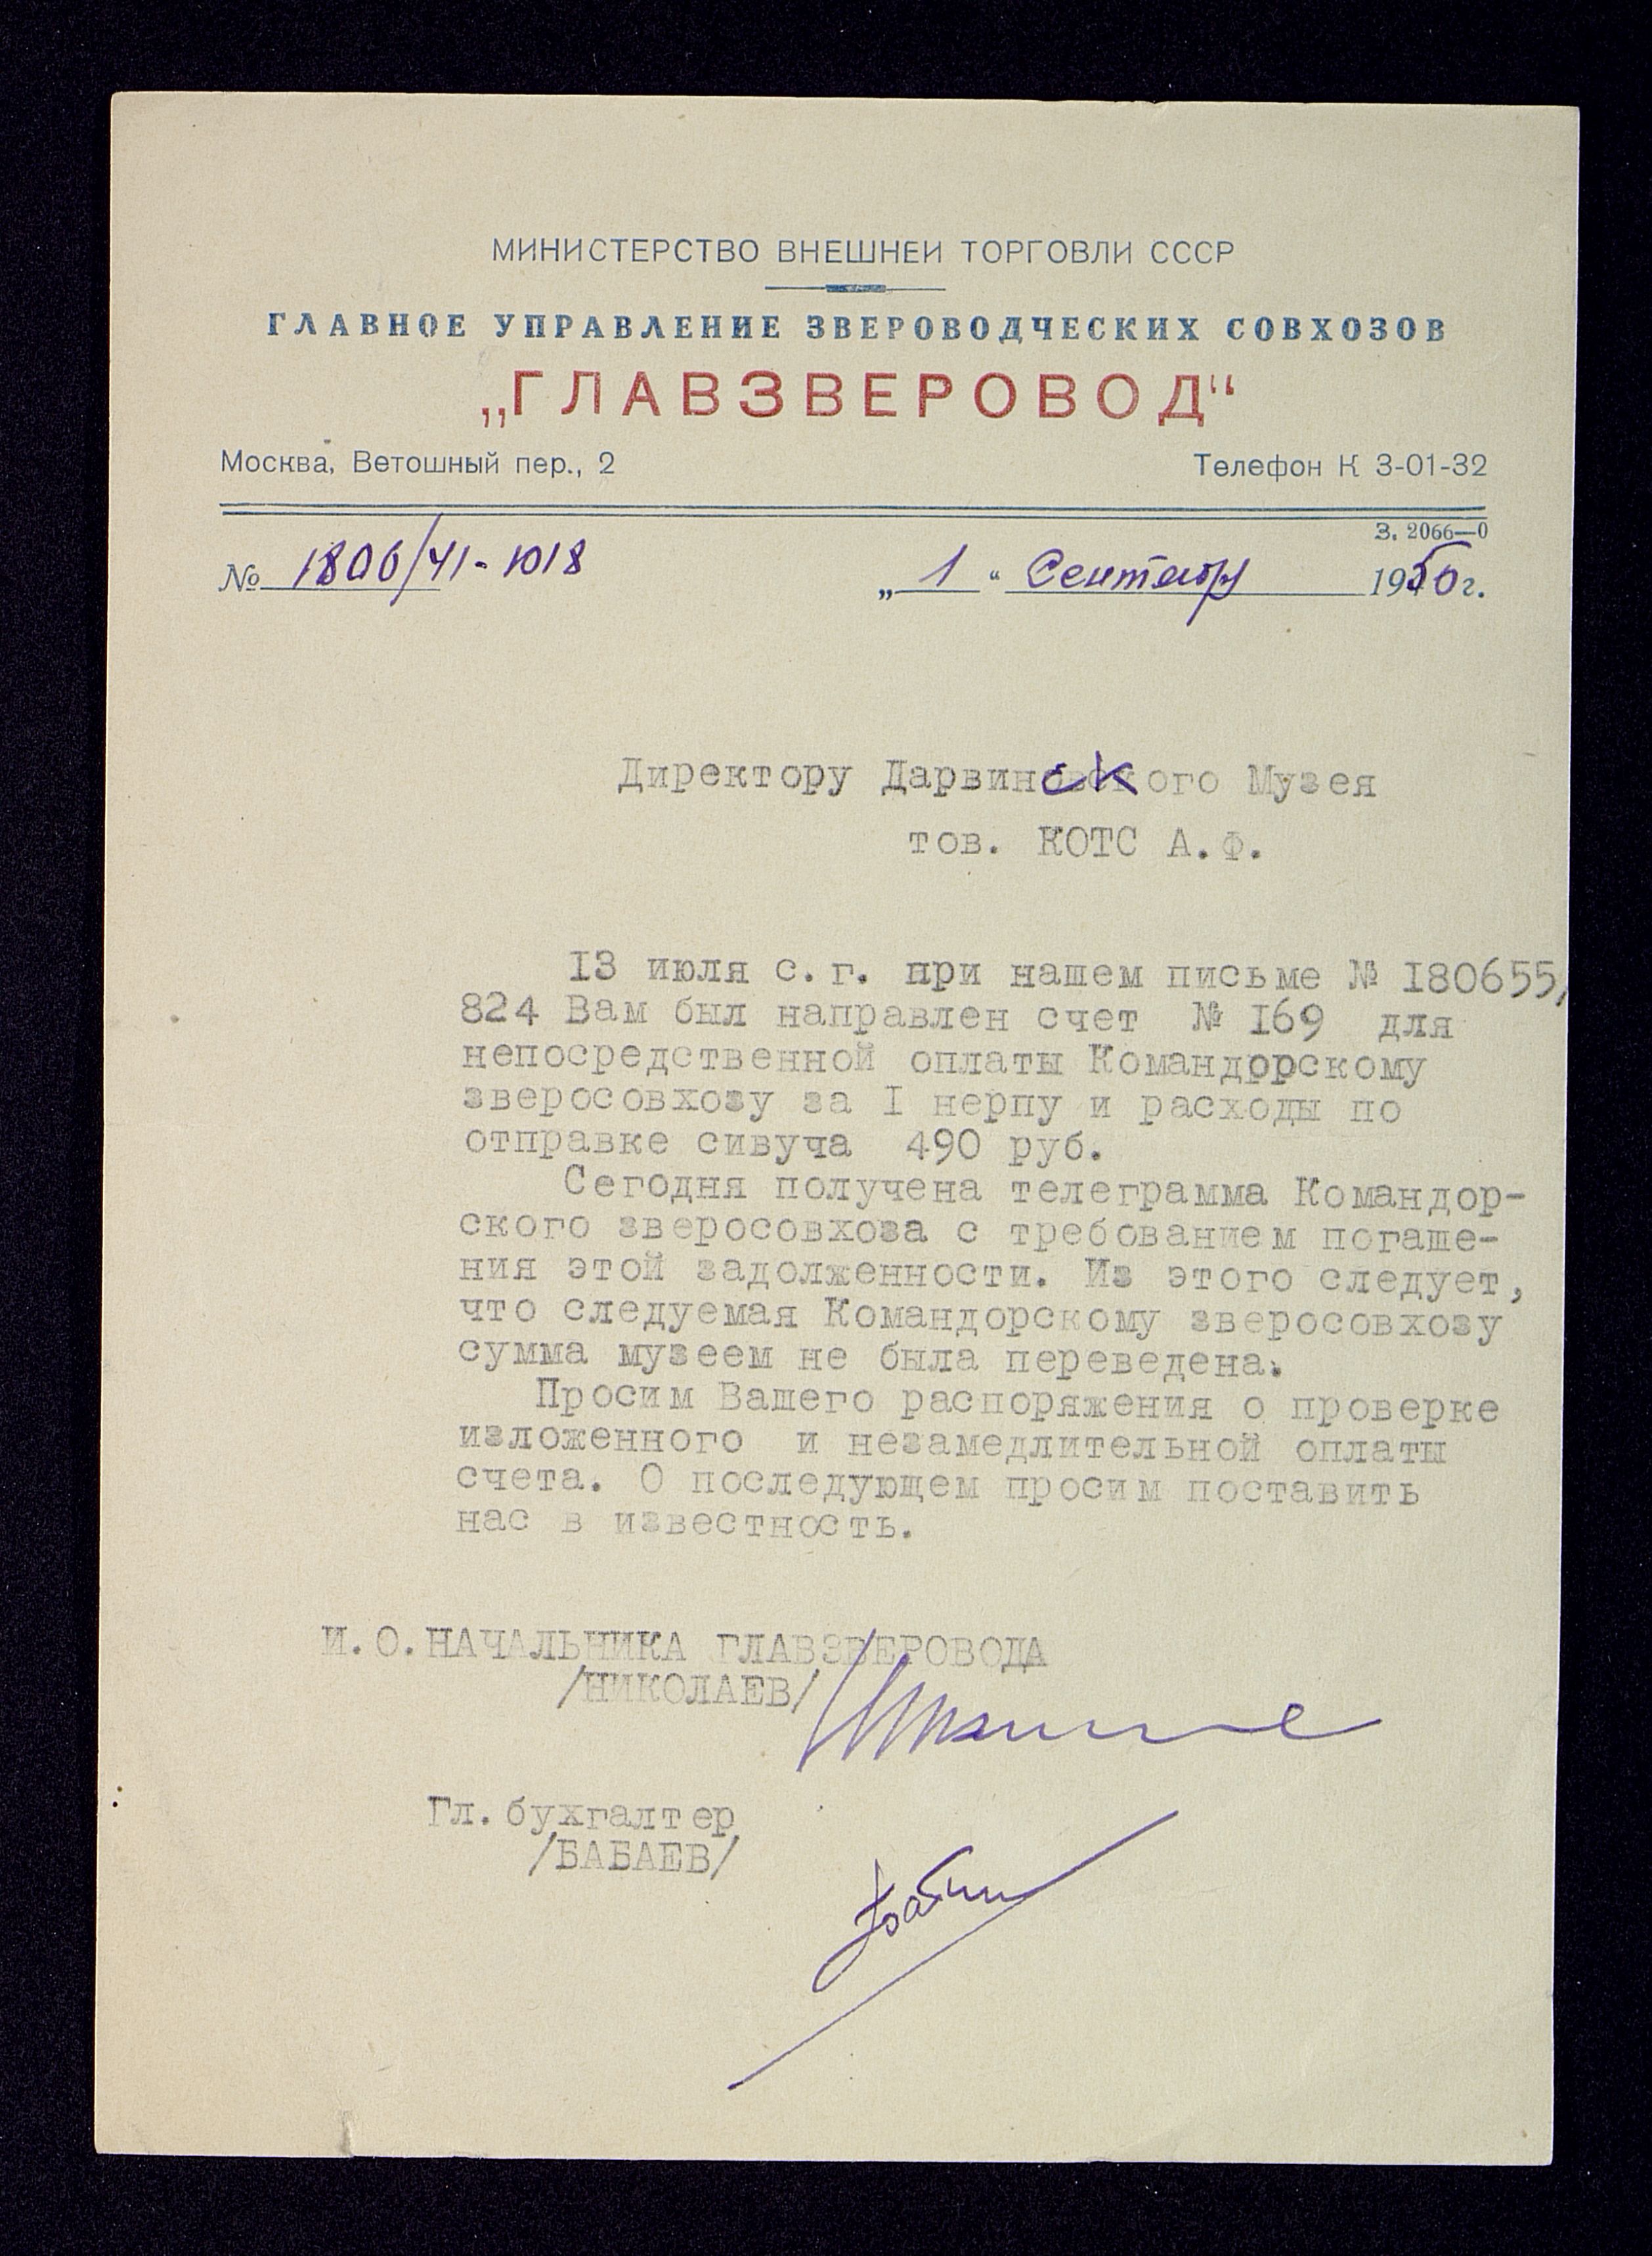 МИНИСТЕРСТВО ВНЕШНЕИ ТОРГОВЛИ СССР
ГЛАВНОЕ УПРАВЛЕНИЕ ЗВЕРОВОДЧЕСКИХ СОВХОЗОВ
„ГЛАВЗВЕРОВОД“
Москва, Ветошный пер., 2 Телефон К 3-01-32
З. 2066—0
№ 1806/41-1018 „1“ Сентябр 1950 г.
Директору Дарвинского Музея
тов. КОТС А.Ф.
13 июля с.г. при нашем письме № 180655/
824 Вам был направлен счет № 169 для
непосредственной оплаты Командорскому
зверосовхозу за I нерпу и расходы по
отправке сивуча 490 руб.
Сегодня получена телеграмма Командор-
ского зверосовхоза с требованием погаше-
ния этой задолженности. Из этого следует,
что следуемая Командорскому зверосовхозу
сумма музеем не была переведена.
Просим Вашего распоряжения о проверке
изложенного и незамедлительной оплаты
счета. О последующем просим поставить
нас в известность.
И.О.НАЧАЛЬНИКА ГЛАВЗВЕРОВОДА
/НИКОЛАЕВ/
Гл.бухгалтер
/БАБАЕВ/